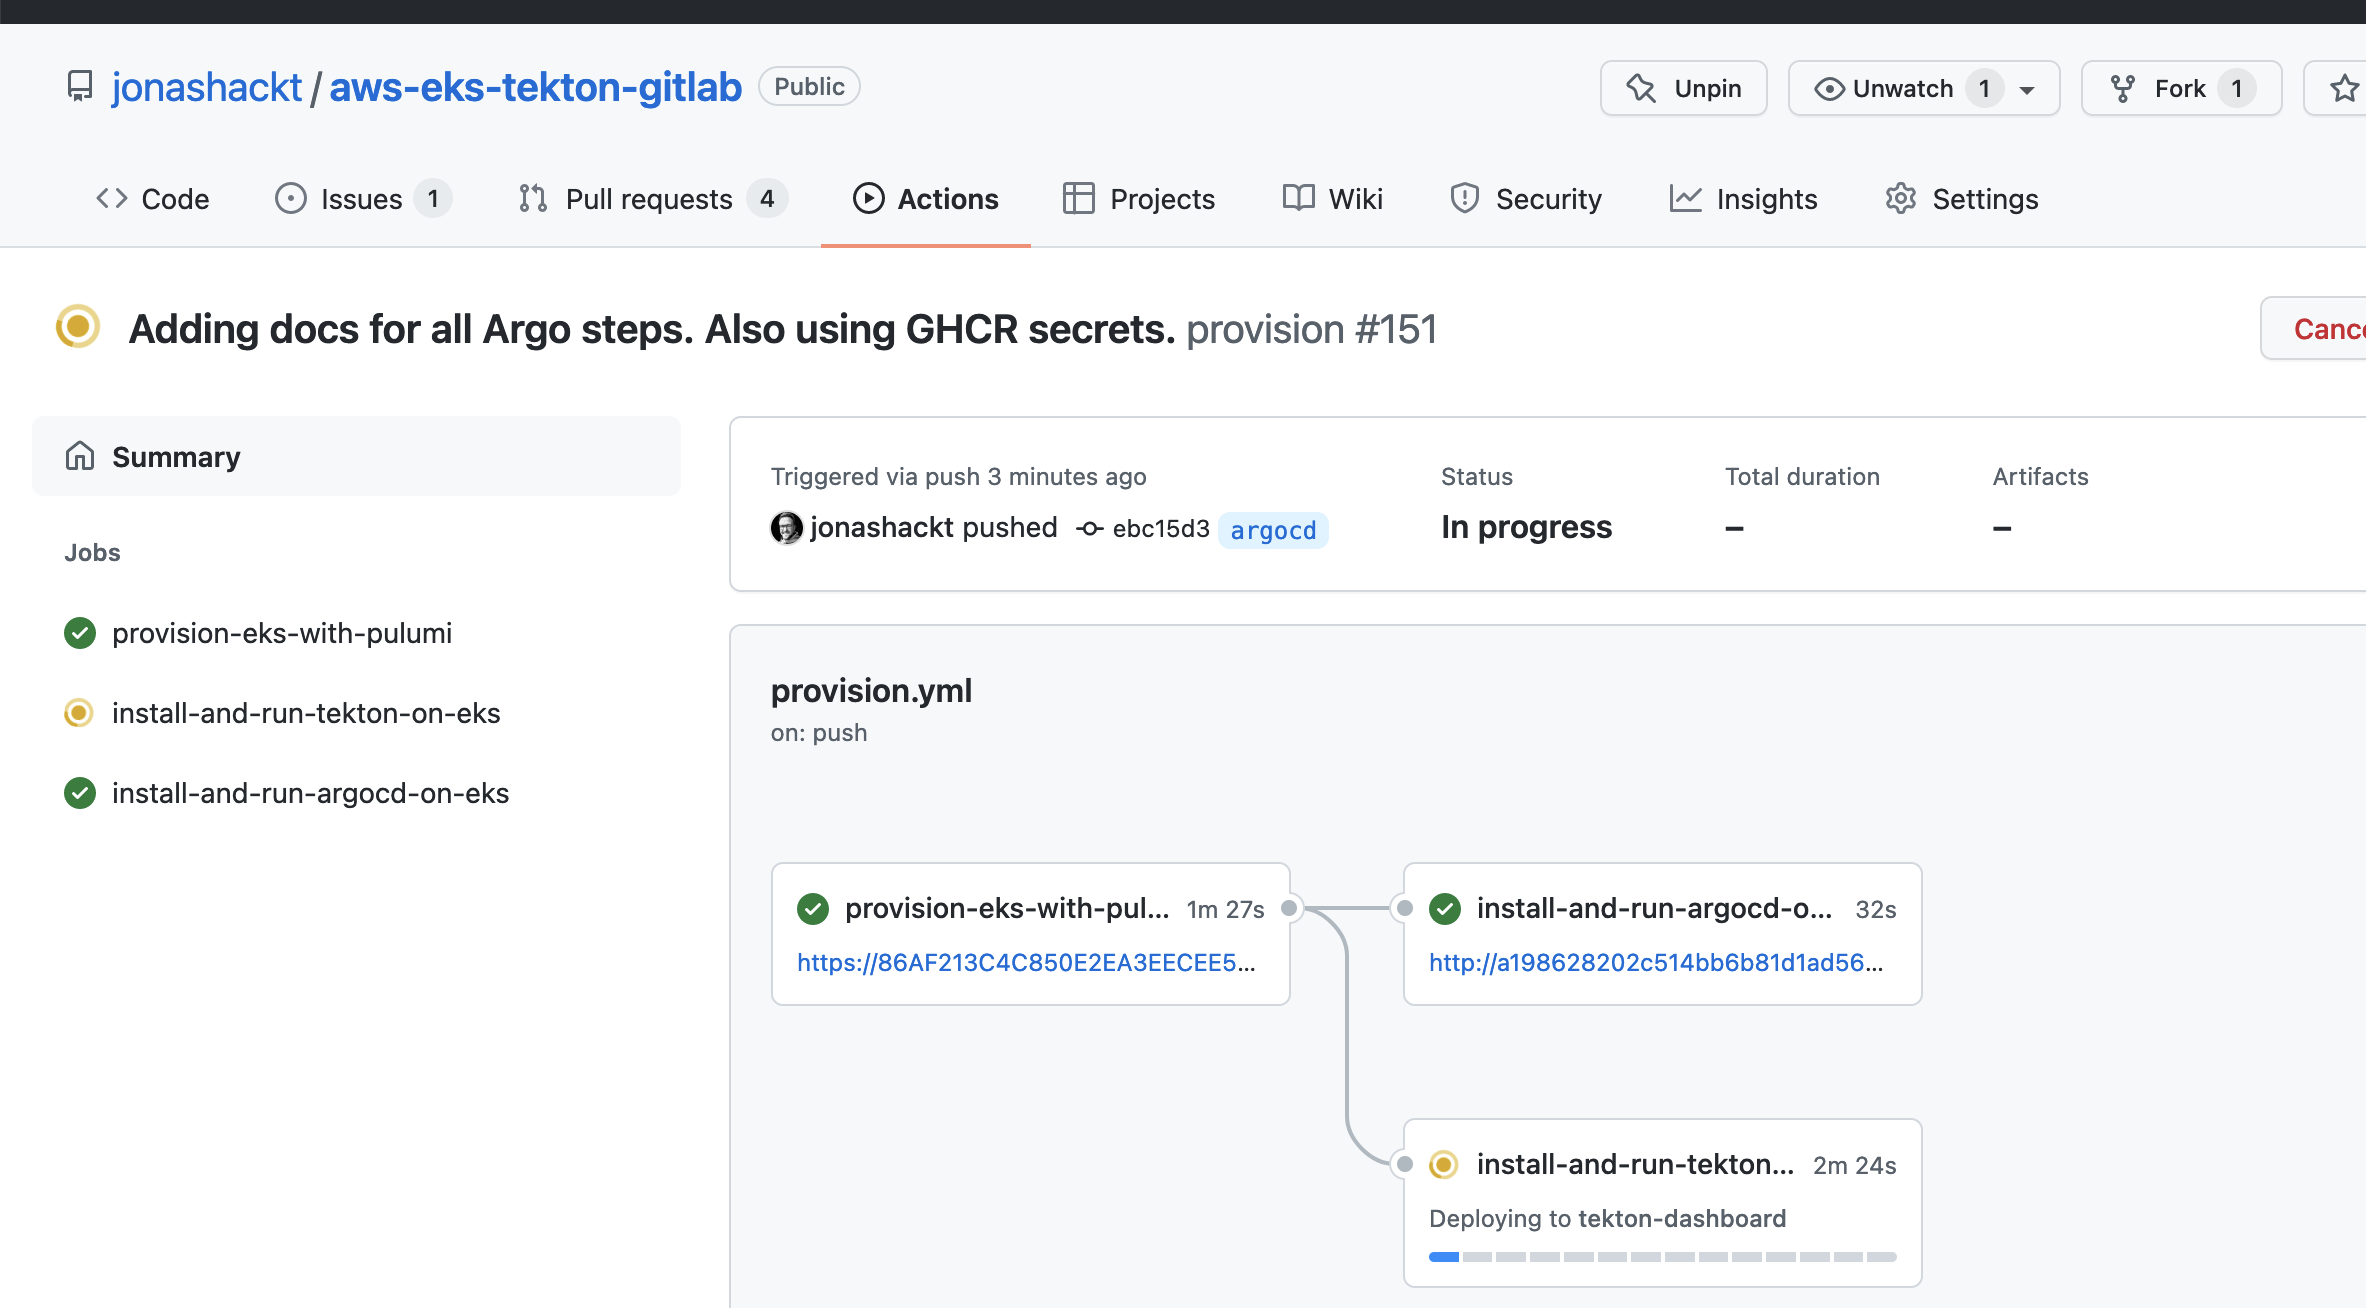 jonashackt / aws-eks-tekton-gitlab Public
Unpin
Unwatch 1
Fork 1
Code
Issues 1
Pull requests 4
Actions
Projects
Wiki
Security
Insights
Settings
Adding docs for all Argo steps. Also using GHCR secrets. provision #151
Summary
Jobs
provision-eks-with-pulumi
install-and-run-tekton-on-eks
install-and-run-argocd-on-eks
Triggered via push 3 minutes ago
jonashackt pushed ebc15d3 argocd
Status
In progress
Total duration
–
Artifacts
–
provision.yml
on: push
provision-eks-with-pul... 1m 27s
https://86AF213C4C850E2EA3EECEE5...
install-and-run-argocd-o... 32s
http://a198628202c514bb6b81d1ad56...
install-and-run-tekton... 2m 24s
Deploying to tekton-dashboard